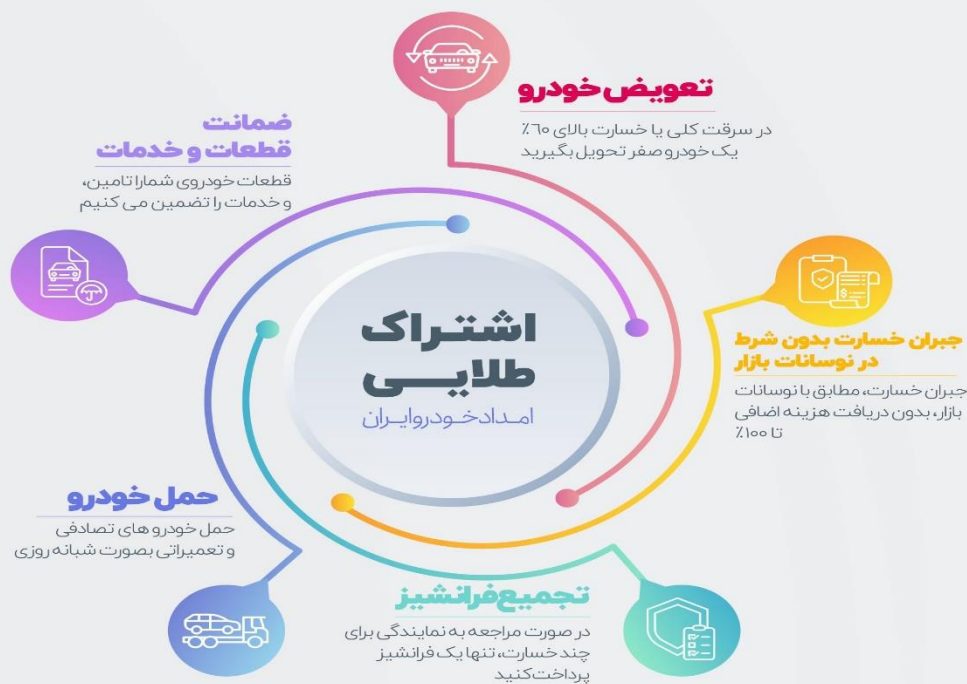 تعویض خودرو
در سرقت کلی یا خسارت بالای ۶۰٪
یک خودرو صفر تحویل بگیرید
ضمانت
قطعات و خدمات
قطعات خودروی شمارا تامین،
و خدمات را تضمین می کنیم
جبران خسارت بدون شرط
در نوسانات بازار
جبران خسارت، مطابق با نوسانات
بازار، بدون دریافت هزینه اضافی
تا ۱۰۰٪
اشتراک
طلایی
امداد خودرو ایران
حمل خودرو
حمل خودرو های تصادفی
و تعمیراتی بصورت شبانه روزی
تجمیع فرانشیز
در صورت مراجعه به نمایندگی برای
چند خسارت، تنها یک فرانشیز
پرداخت کنید